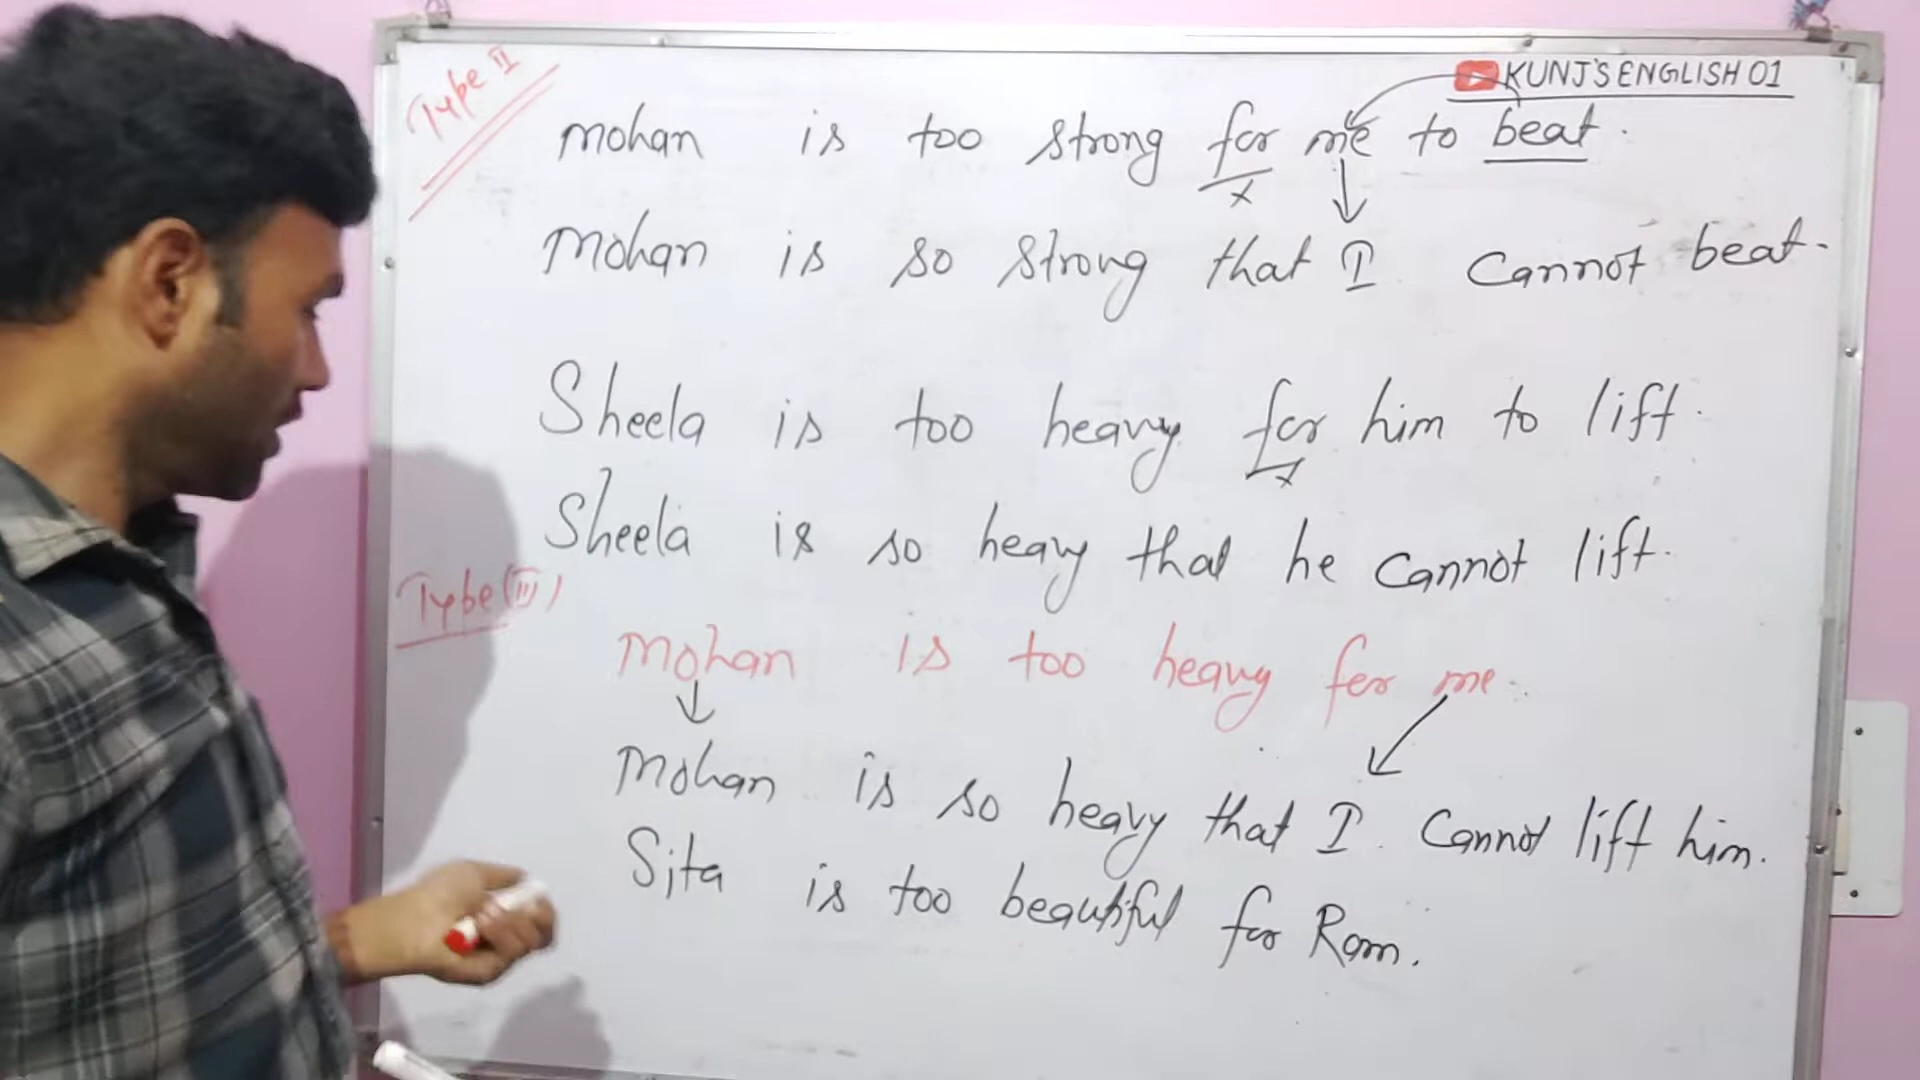 Type II
KUNJ'S ENGLISH 01
Mohan is too strong for me to beat.
x
Mohan is so strong that I cannot beat.
Sheela is too heavy for him to lift.
x
Sheela is so heavy that he cannot lift.
Type (III)
Mohan is too heavy for me.
Mohan is so heavy that I cannot lift him.
Sita is too beautiful for Ram.